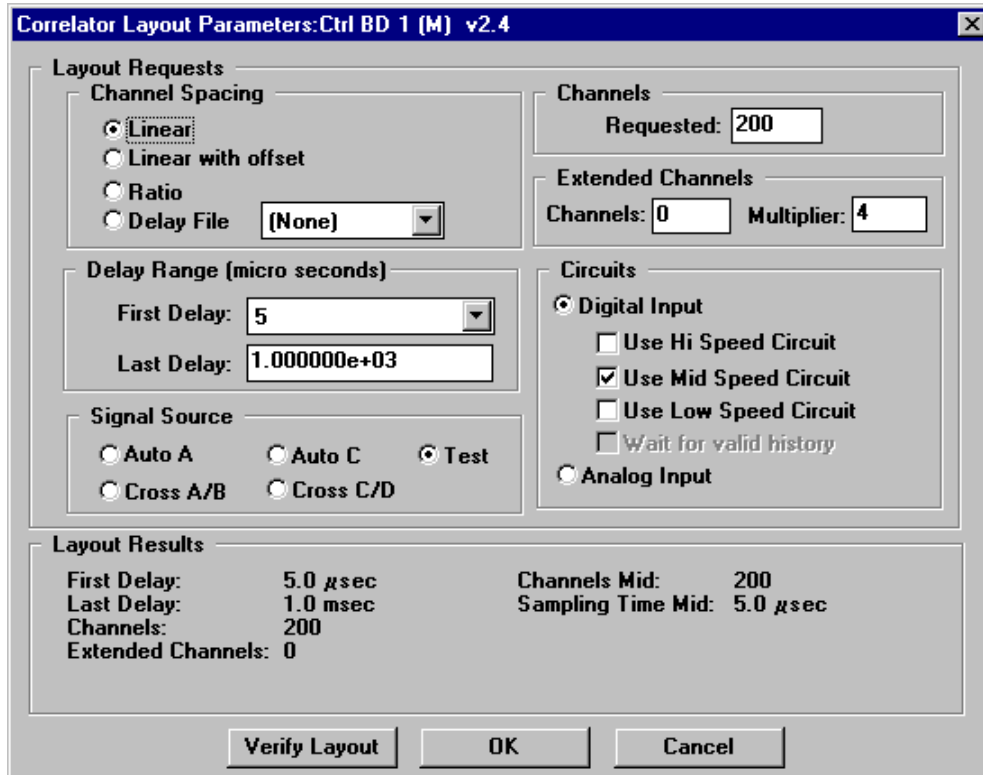 Correlator Layout Parameters:Ctrl BD 1 (M) v2.4
Layout Requests
Channel Spacing
Linear
Linear with offset
Ratio
Delay File (None)
Channels
Requested: 200
Extended Channels
Channels: 0 Multiplier: 4
Delay Range (micro seconds)
First Delay: 5
Last Delay: 1.000000e+03
Circuits
Digital Input
Use Hi Speed Circuit
Use Mid Speed Circuit
Use Low Speed Circuit
Wait for valid history
Analog Input
Signal Source
Auto A Auto C Test
Cross A/B Cross C/D
Layout Results
First Delay: 5.0 μsec Channels Mid: 200
Last Delay: 1.0 msec Sampling Time Mid: 5.0 μsec
Channels: 200
Extended Channels: 0
Verify Layout OK Cancel